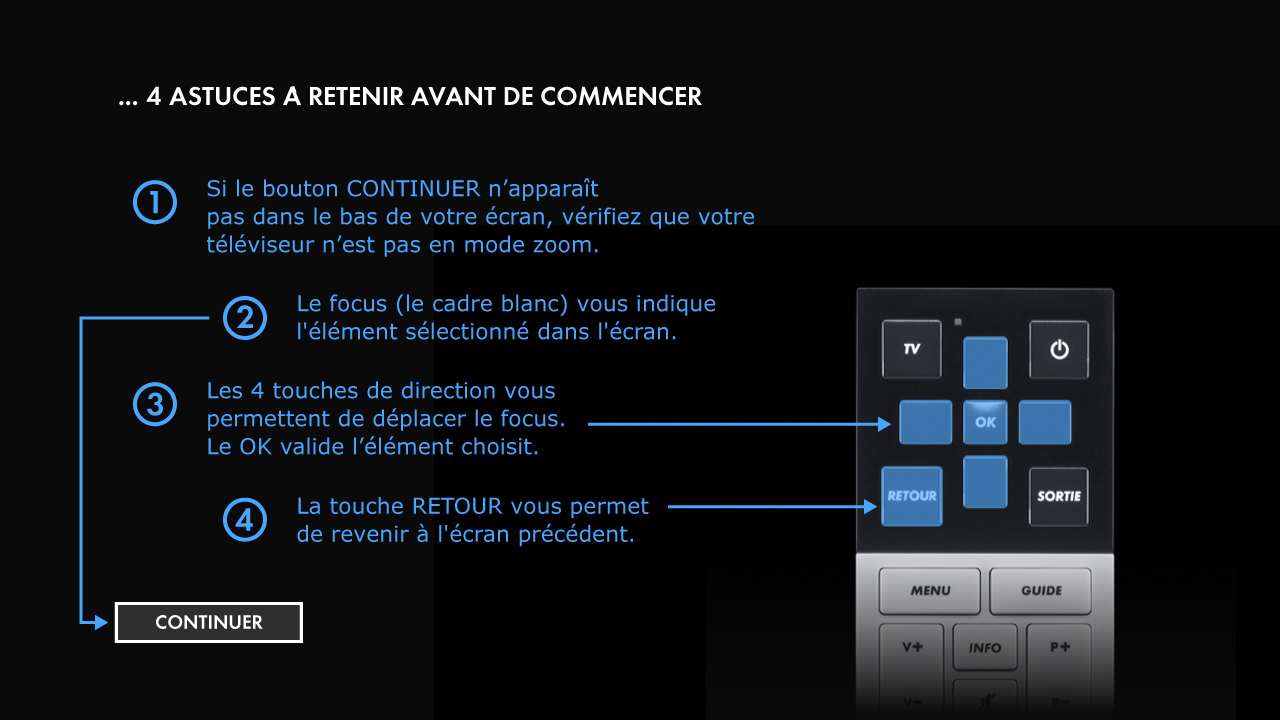 ... 4 ASTUCES A RETENIR AVANT DE COMMENCER
1
Si le bouton CONTINUER n’apparaît
pas dans le bas de votre écran, vérifiez que votre
téléviseur n’est pas en mode zoom.
2
Le focus (le cadre blanc) vous indique
l'élément sélectionné dans l'écran.
3
Les 4 touches de direction vous
permettent de déplacer le focus.
Le OK valide l’élément choisit.
4
La touche RETOUR vous permet
de revenir à l'écran précédent.
CONTINUER
TV
OK
RETOUR
SORTIE
MENU
GUIDE
V+
INFO
P+
V−
P−